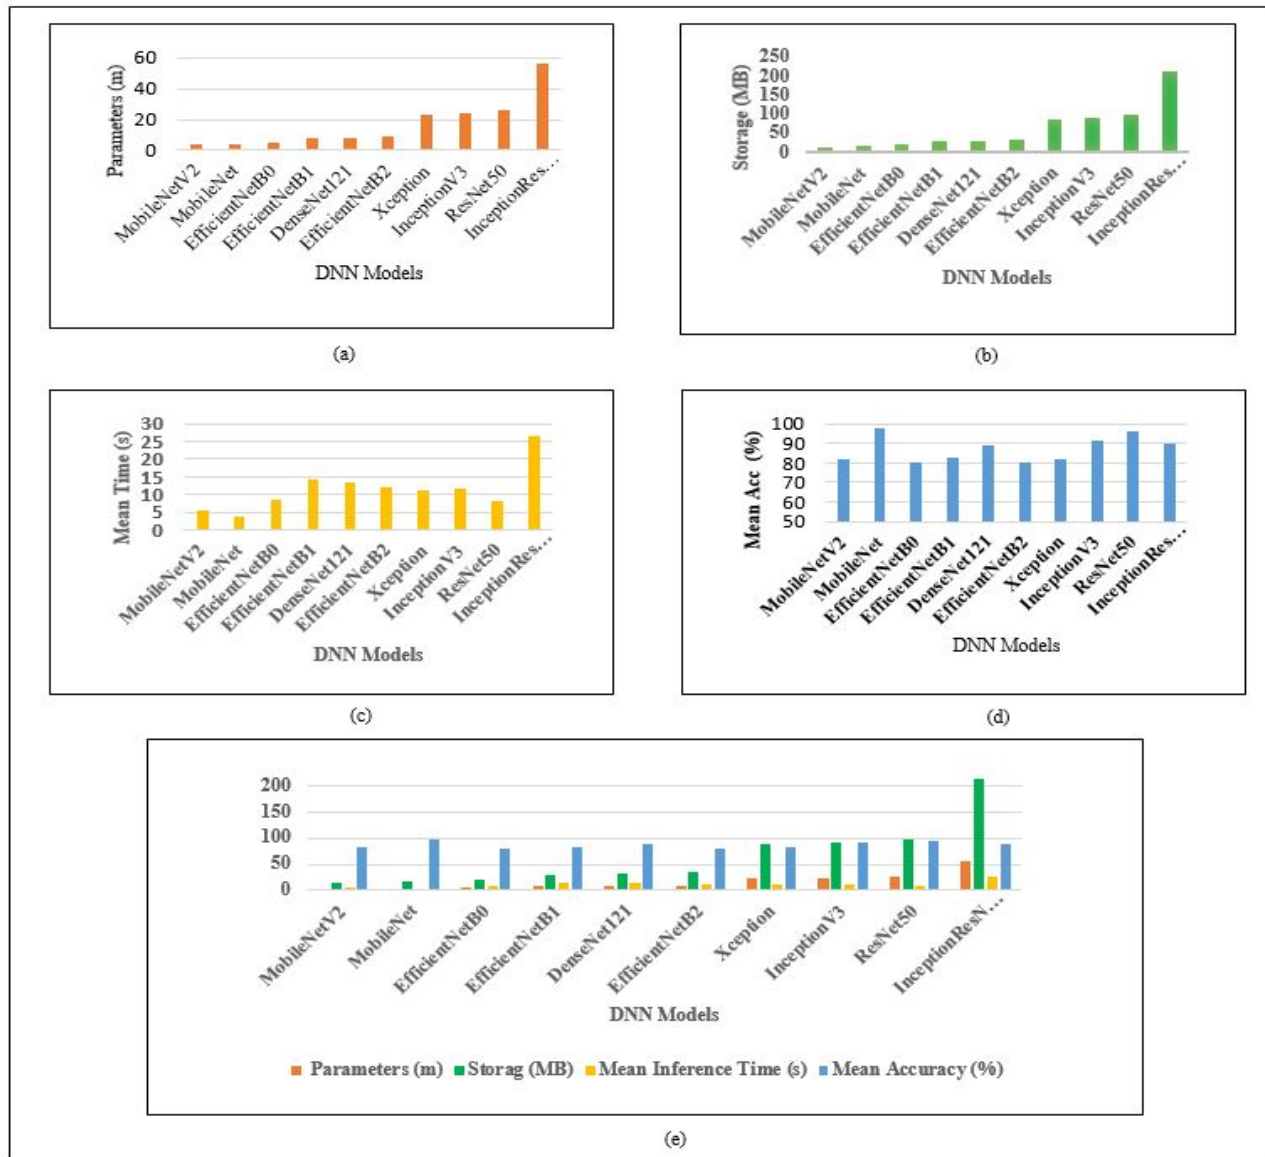 Parameters (m)
60
40
20
0
MobileNetV2
MobileNet
EfficientNetB0
EfficientNetB1
DenseNet121
EfficientNetB2
Xception
InceptionV3
ResNet50
InceptionRes...
DNN Models
(a)
Storage (MB)
250
200
150
100
50
0
MobileNetV2
MobileNet
EfficientNetB0
EfficientNetB1
DenseNet121
EfficientNetB2
Xception
InceptionV3
ResNet50
InceptionRes...
DNN Models
(b)
Mean Time (s)
30
25
20
15
10
5
0
MobileNetV2
MobileNet
EfficientNetB0
EfficientNetB1
DenseNet121
EfficientNetB2
Xception
InceptionV3
ResNet50
InceptionRes...
DNN Models
(c)
Mean Acc (%)
100
90
80
70
60
50
MobileNetV2
MobileNet
EfficientNetB0
EfficientNetB1
DenseNet121
EfficientNetB2
Xception
InceptionV3
ResNet50
InceptionRes...
DNN Models
(d)
200
150
100
50
0
MobileNetV2
MobileNet
EfficientNetB0
EfficientNetB1
DenseNet121
EfficientNetB2
Xception
InceptionV3
ResNet50
InceptionResN...
DNN Models
Parameters (m) Storag (MB) Mean Inference Time (s) Mean Accuracy (%)
(e)